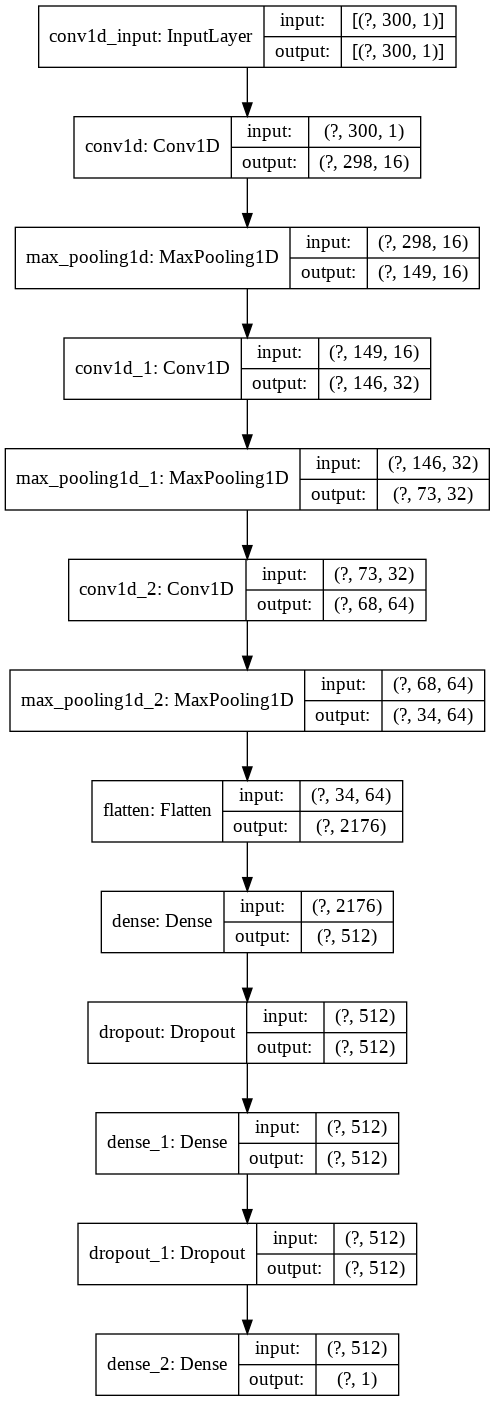 conv1d_input: InputLayer input: [(?, 300, 1)]
output: [(?, 300, 1)]
conv1d: Conv1D input: (?, 300, 1)
output: (?, 298, 16)
max_pooling1d: MaxPooling1D input: (?, 298, 16)
output: (?, 149, 16)
conv1d_1: Conv1D input: (?, 149, 16)
output: (?, 146, 32)
max_pooling1d_1: MaxPooling1D input: (?, 146, 32)
output: (?, 73, 32)
conv1d_2: Conv1D input: (?, 73, 32)
output: (?, 68, 64)
max_pooling1d_2: MaxPooling1D input: (?, 68, 64)
output: (?, 34, 64)
flatten: Flatten input: (?, 34, 64)
output: (?, 2176)
dense: Dense input: (?, 2176)
output: (?, 512)
dropout: Dropout input: (?, 512)
output: (?, 512)
dense_1: Dense input: (?, 512)
output: (?, 512)
dropout_1: Dropout input: (?, 512)
output: (?, 512)
dense_2: Dense input: (?, 512)
output: (?, 1)